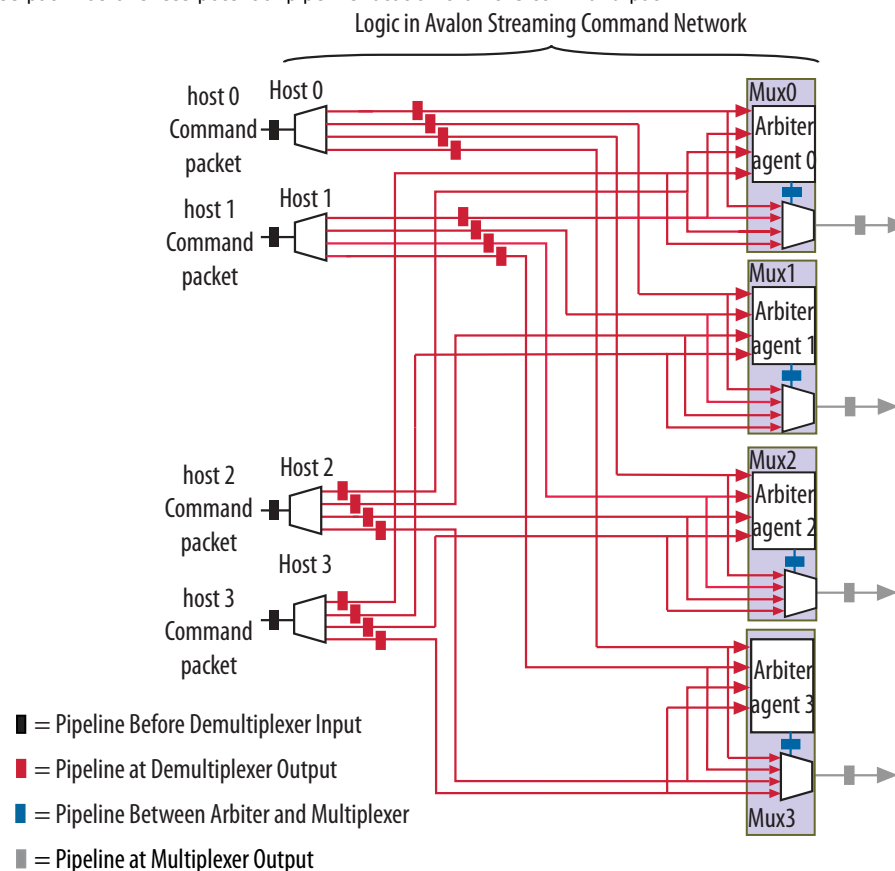 Logic in Avalon Streaming Command Network
host 0
Command
packet
Host 0
host 1
Command
packet
Host 1
host 2
Command
packet
Host 2
host 3
Command
packet
Host 3
Mux0
Arbiter
agent 0
Mux1
Arbiter
agent 1
Mux2
Arbiter
agent 2
Arbiter
agent 3
Mux3
= Pipeline Before Demultiplexer Input
= Pipeline at Demultiplexer Output
= Pipeline Between Arbiter and Multiplexer
= Pipeline at Multiplexer Output